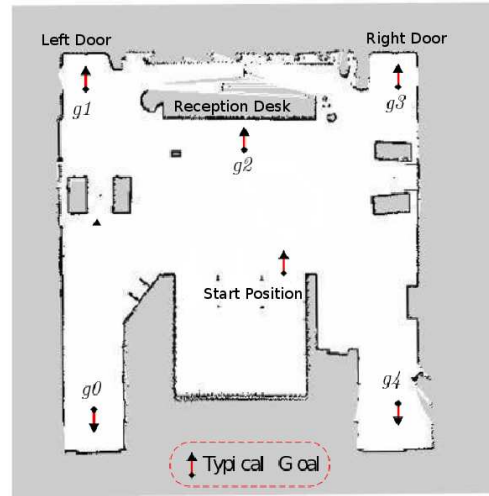 Left Door
Right Door
g1
Reception Desk
g3
g2
Start Position
g0
g4
Typical Goal